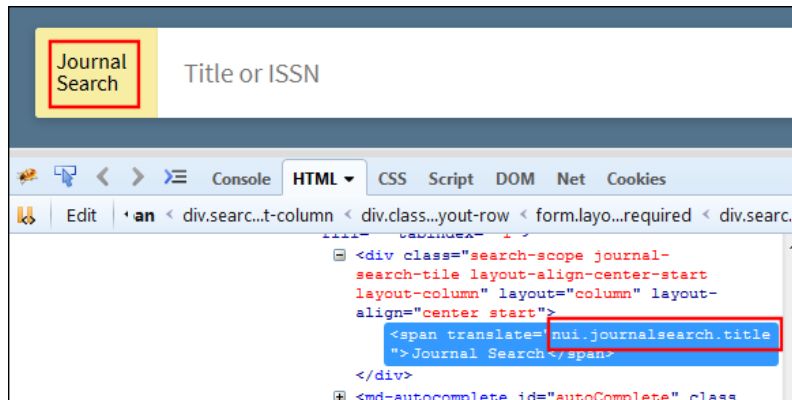 Journal
Search
Title or ISSN
Console HTML CSS Script DOM Net Cookies
Edit an < div.searc...t-column < div.class...yout-row < form.layo...required < div.searc.
<div class="search-scope journal-
search-tile layout-align-center-start
layout-column" layout="column" layout-
align="center start">
<span translate="nui.journalsearch.title
">Journal Search</span>
</div>
<md-autocomplete id="autoComplete" class